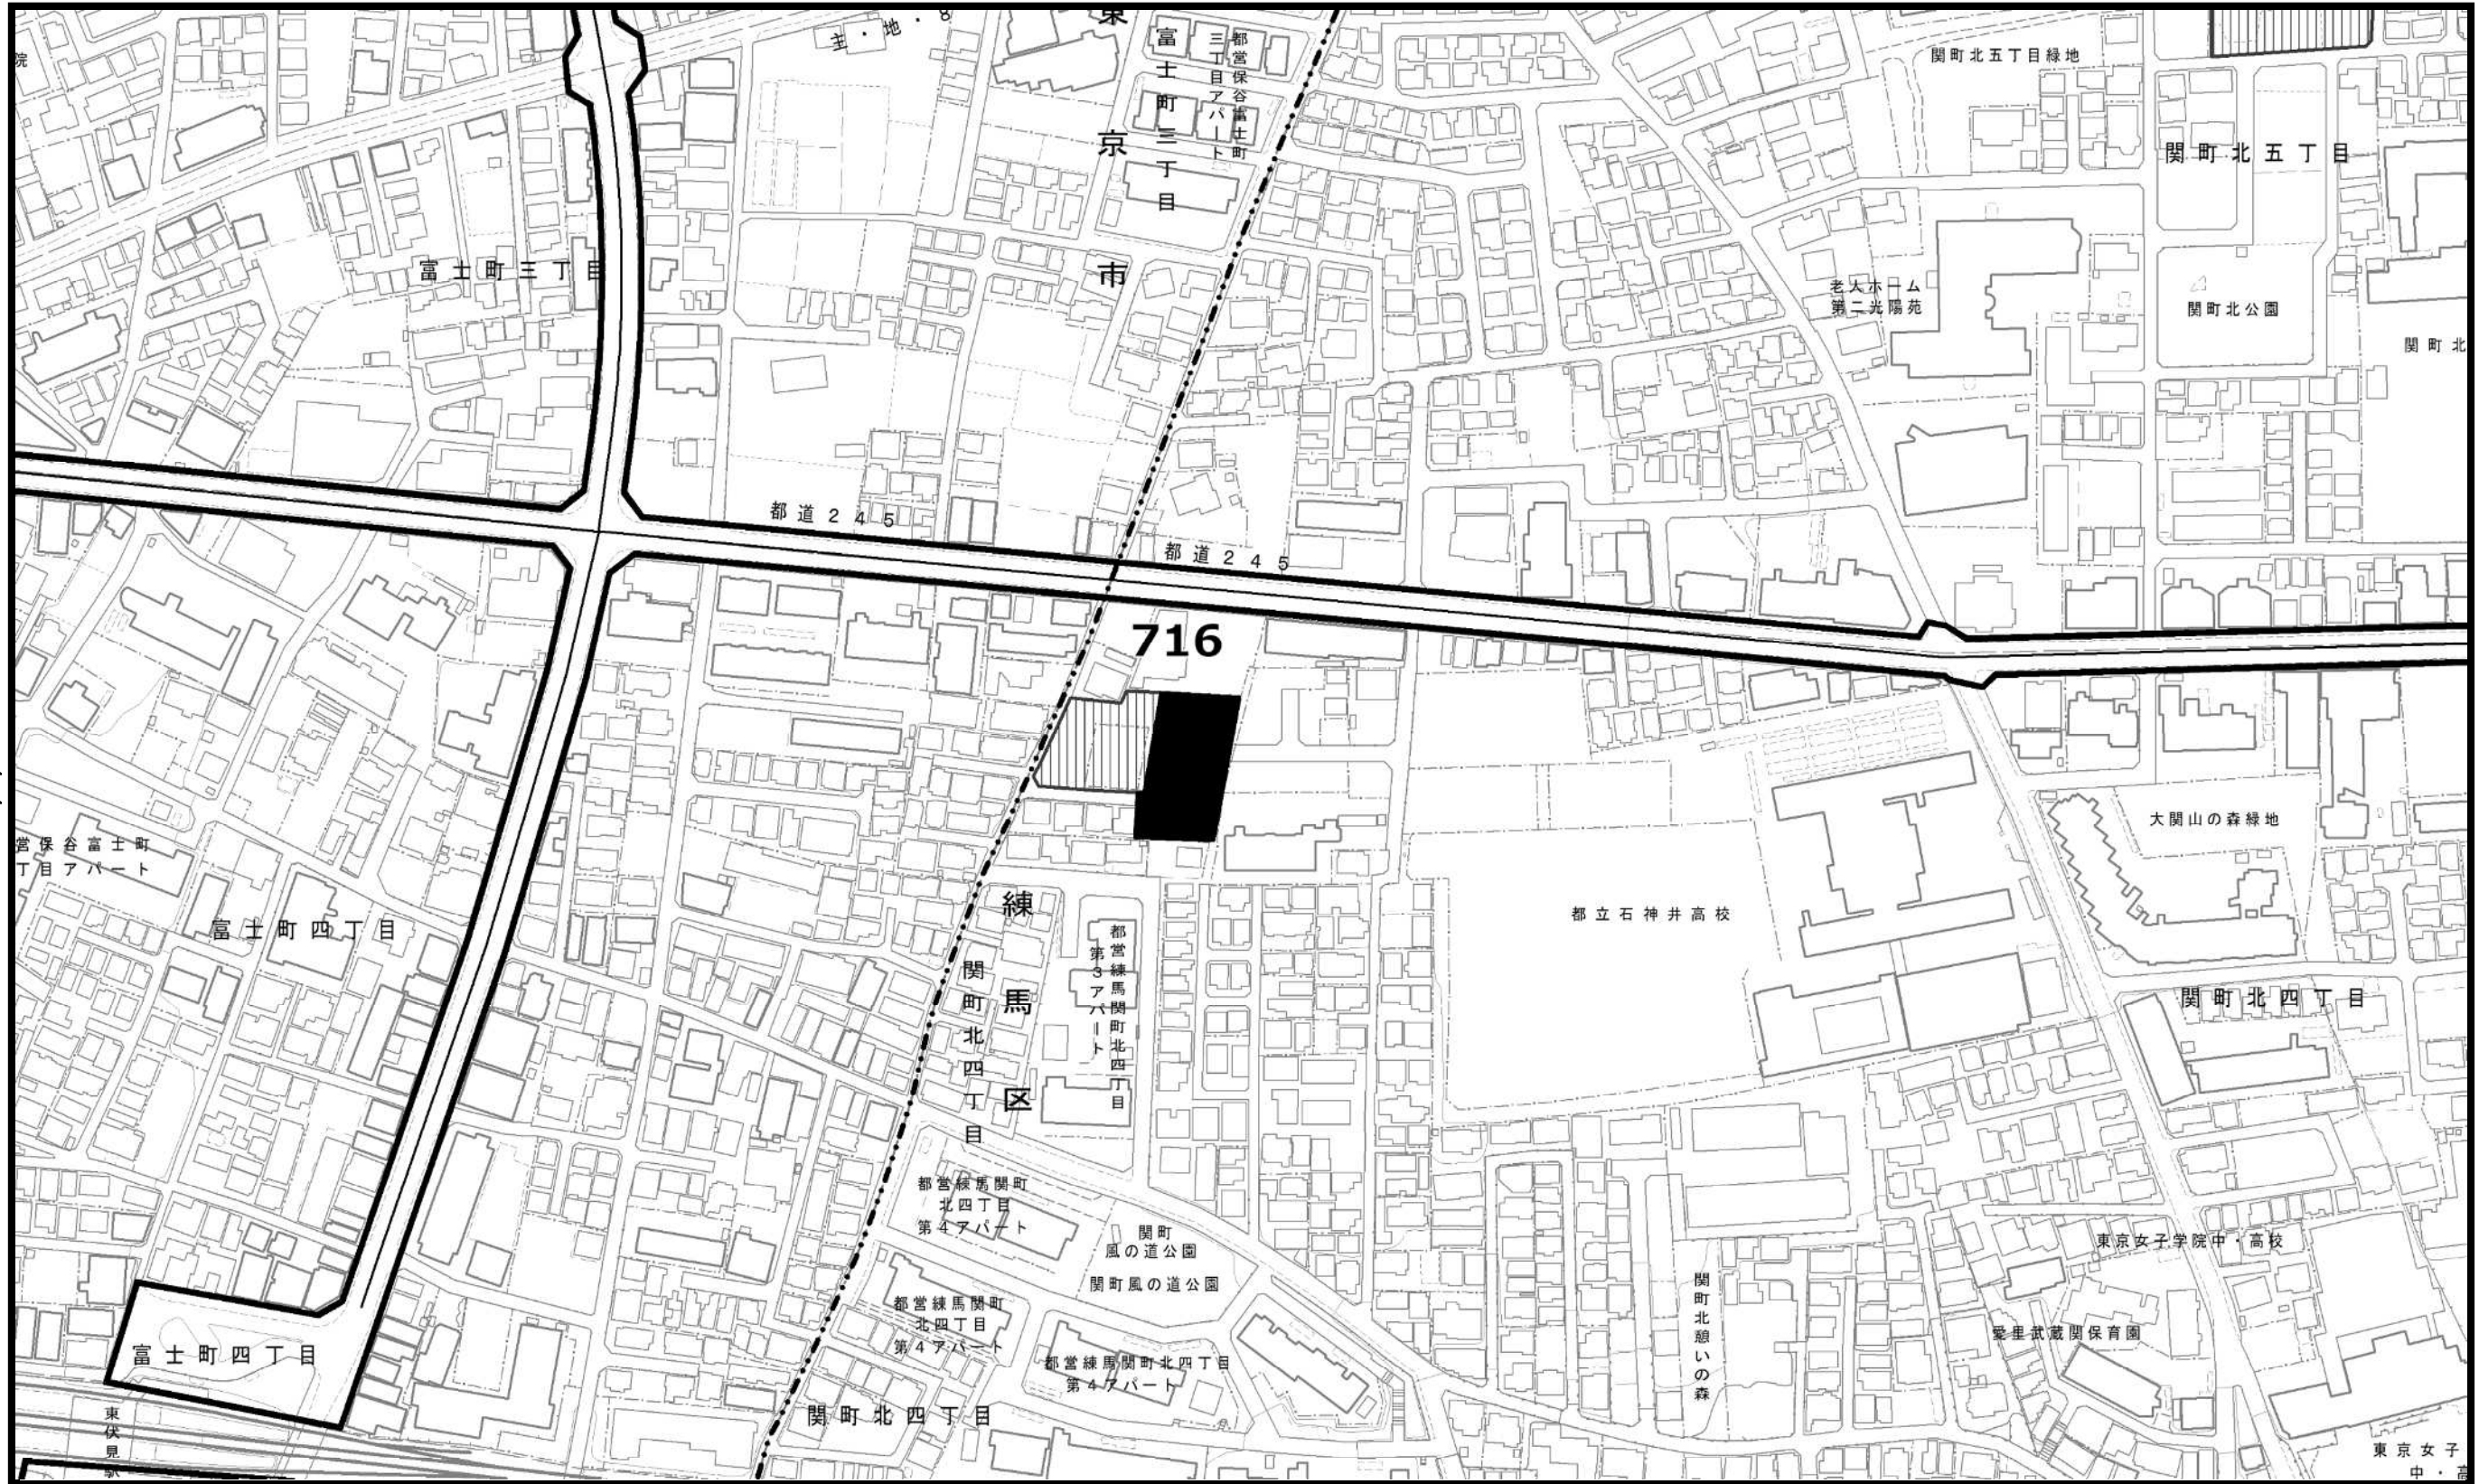 院
主・地・8
東京市
富士町三丁目
都営保谷富士町
三丁目アパート
関町北五丁目緑地
関町北五丁目
富士町三丁目
老人ホーム
第二光陽苑
関町北公園
関町北
都道245
都道245
716
大関山の森緑地
営保谷富士町
丁目アパート
富士町四丁目
練馬区
関町北四丁目
都営練馬関町北四丁目
第3アパート
都立石神井高校
関町北四丁目
都営練馬関町
北四丁目
第4アパート
関町
風の道公園
関町風の道公園
東京女子学院中・高校
関町北憩いの森
都営練馬関町
北四丁目
第4アパート
愛里武蔵関保育園
富士町四丁目
都営練馬関町北四丁目
第4アパート
関町北四丁目
東伏見駅
東京女子
中・高